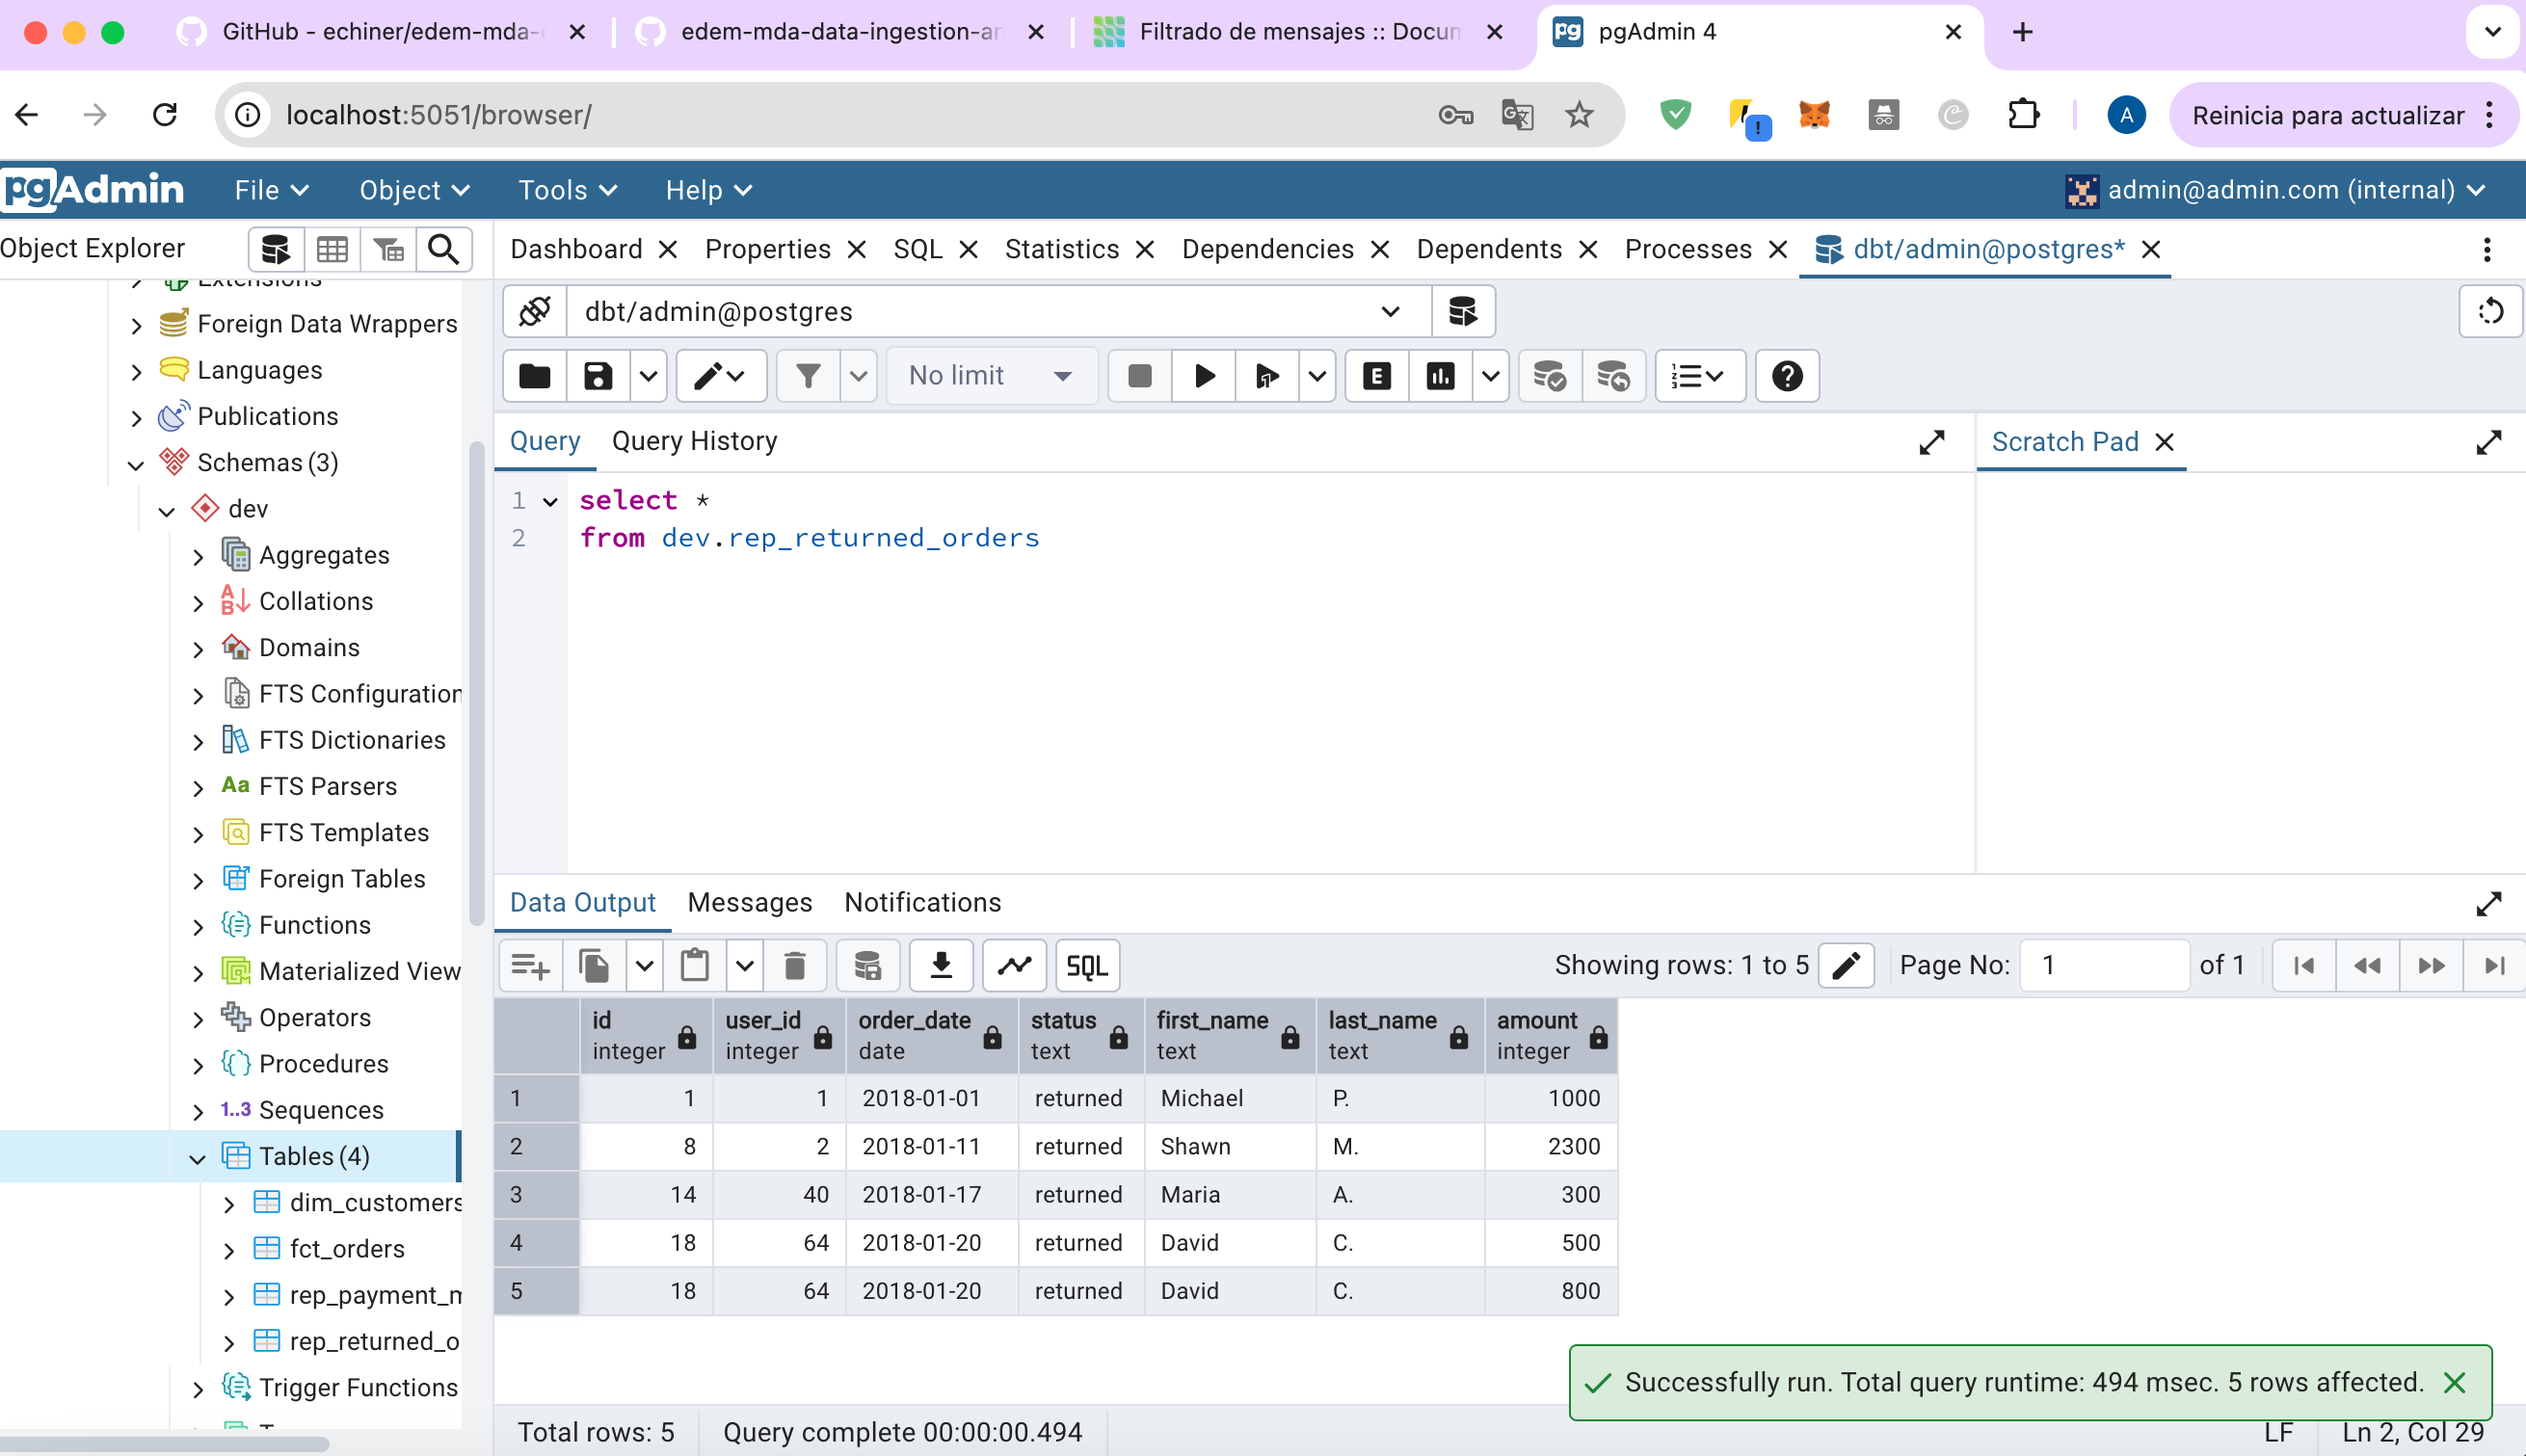 GitHub - echiner/edem-mda-
edem-mda-data-ingestion-an
Filtrado de mensajes :: Docum
pgAdmin 4
localhost:5051/browser/
A
Reinicia para actualizar
pgAdmin
File
Object
Tools
Help
admin@admin.com (internal)
Object Explorer
Dashboard
Properties
SQL
Statistics
Dependencies
Dependents
Processes
dbt/admin@postgres*
Extensions
Foreign Data Wrappers
Languages
Publications
Schemas (3)
dev
Aggregates
Collations
Domains
FTS Configuration
FTS Dictionaries
FTS Parsers
FTS Templates
Foreign Tables
Functions
Materialized View
Operators
Procedures
1..3 Sequences
Tables (4)
dim_customers
fct_orders
rep_payment_m
rep_returned_o
Trigger Functions
dbt/admin@postgres
No limit
Query
Query History
Scratch Pad
1 select *
2 from dev.rep_returned_orders
Data Output
Messages
Notifications
SQL
Showing rows: 1 to 5
Page No: 1 of 1
id integer user_id integer order_date date status text first_name text last_name text amount integer
1 1 1 2018-01-01 returned Michael P. 1000
2 8 2 2018-01-11 returned Shawn M. 2300
3 14 40 2018-01-17 returned Maria A. 300
4 18 64 2018-01-20 returned David C. 500
5 18 64 2018-01-20 returned David C. 800
Successfully run. Total query runtime: 494 msec. 5 rows affected.
Total rows: 5
Query complete 00:00:00.494
LF
Ln 2, Col 29